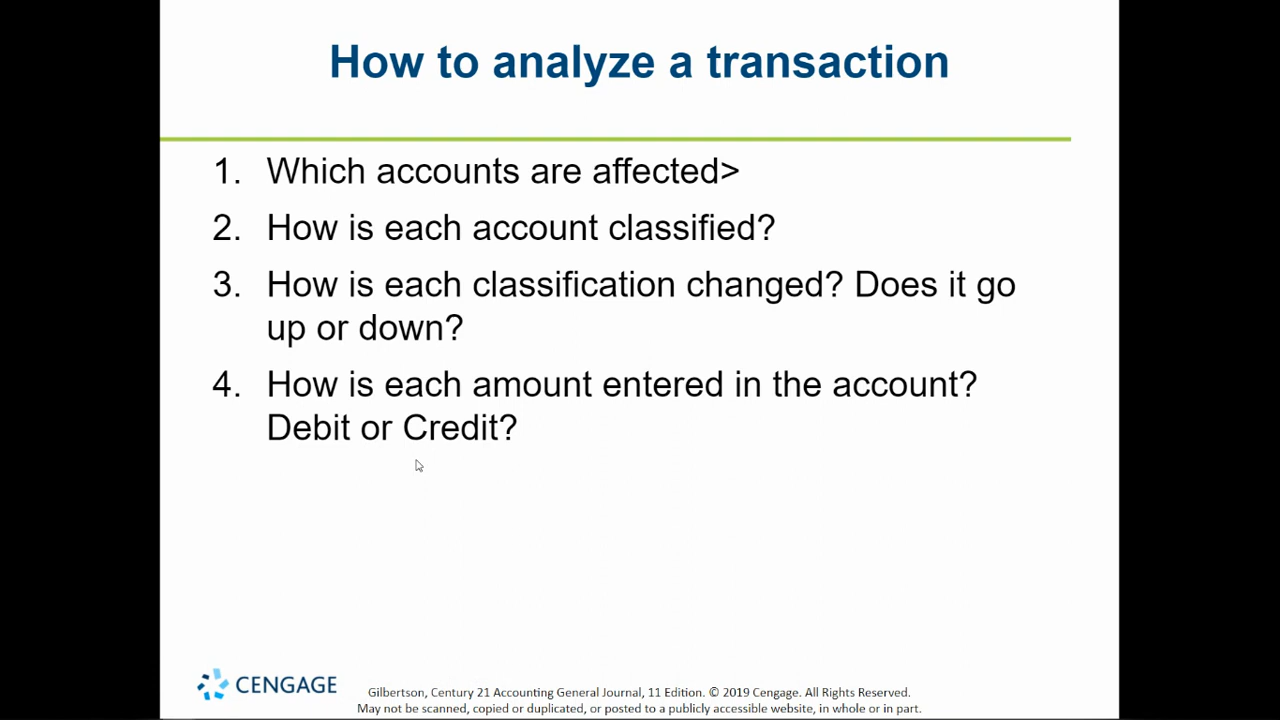 How to analyze a transaction
1. Which accounts are affected>
2. How is each account classified?
3. How is each classification changed? Does it go
up or down?
4. How is each amount entered in the account?
Debit or Credit?
CENGAGE
Gilbertson, Century 21 Accounting General Journal, 11 Edition. © 2019 Cengage. All Rights Reserved.
May not be scanned, copied or duplicated, or posted to a publicly accessible website, in whole or in part.